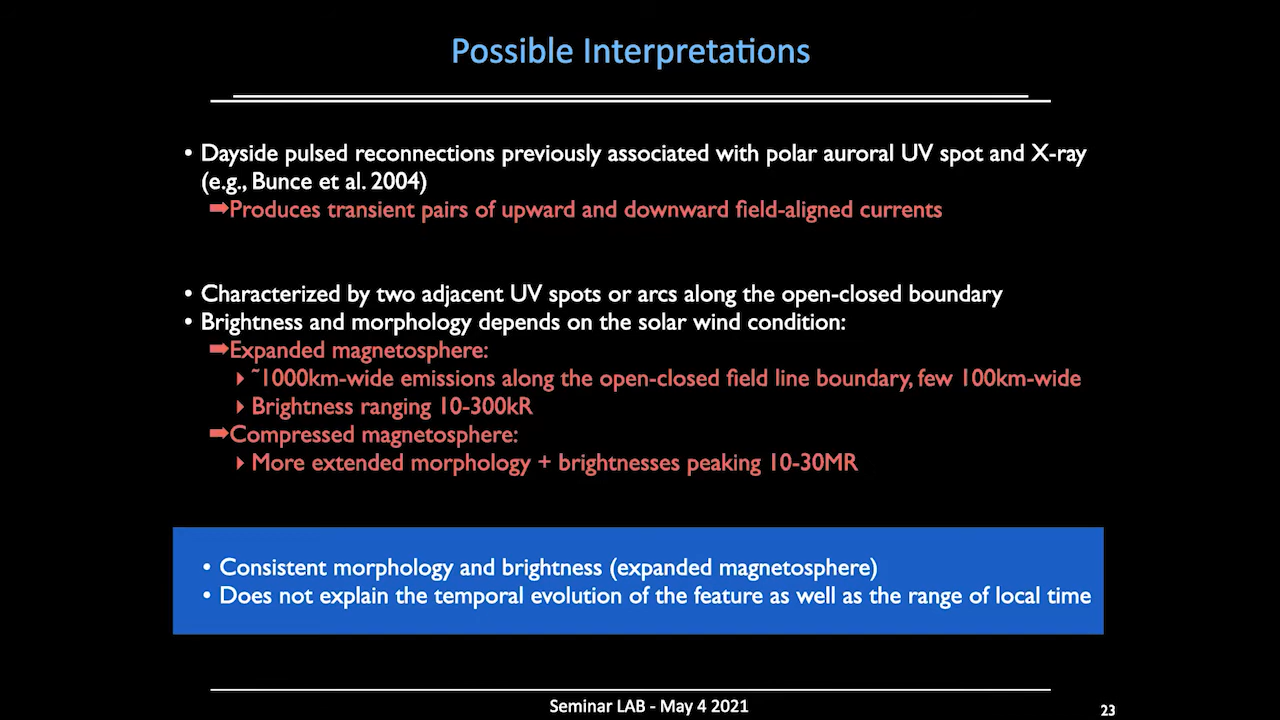 Possible Interpretations
• Dayside pulsed reconnections previously associated with polar auroral UV spot and X-ray
(e.g., Bunce et al. 2004)
➡Produces transient pairs of upward and downward field-aligned currents
• Characterized by two adjacent UV spots or arcs along the open-closed boundary
• Brightness and morphology depends on the solar wind condition:
➡Expanded magnetosphere:
‣ ~1000km-wide emissions along the open-closed field line boundary, few 100km-wide
‣ Brightness ranging 10-300kR
➡Compressed magnetosphere:
‣ More extended morphology + brightnesses peaking 10-30MR
• Consistent morphology and brightness (expanded magnetosphere)
• Does not explain the temporal evolution of the feature as well as the range of local time
Seminar LAB - May 4 2021
23